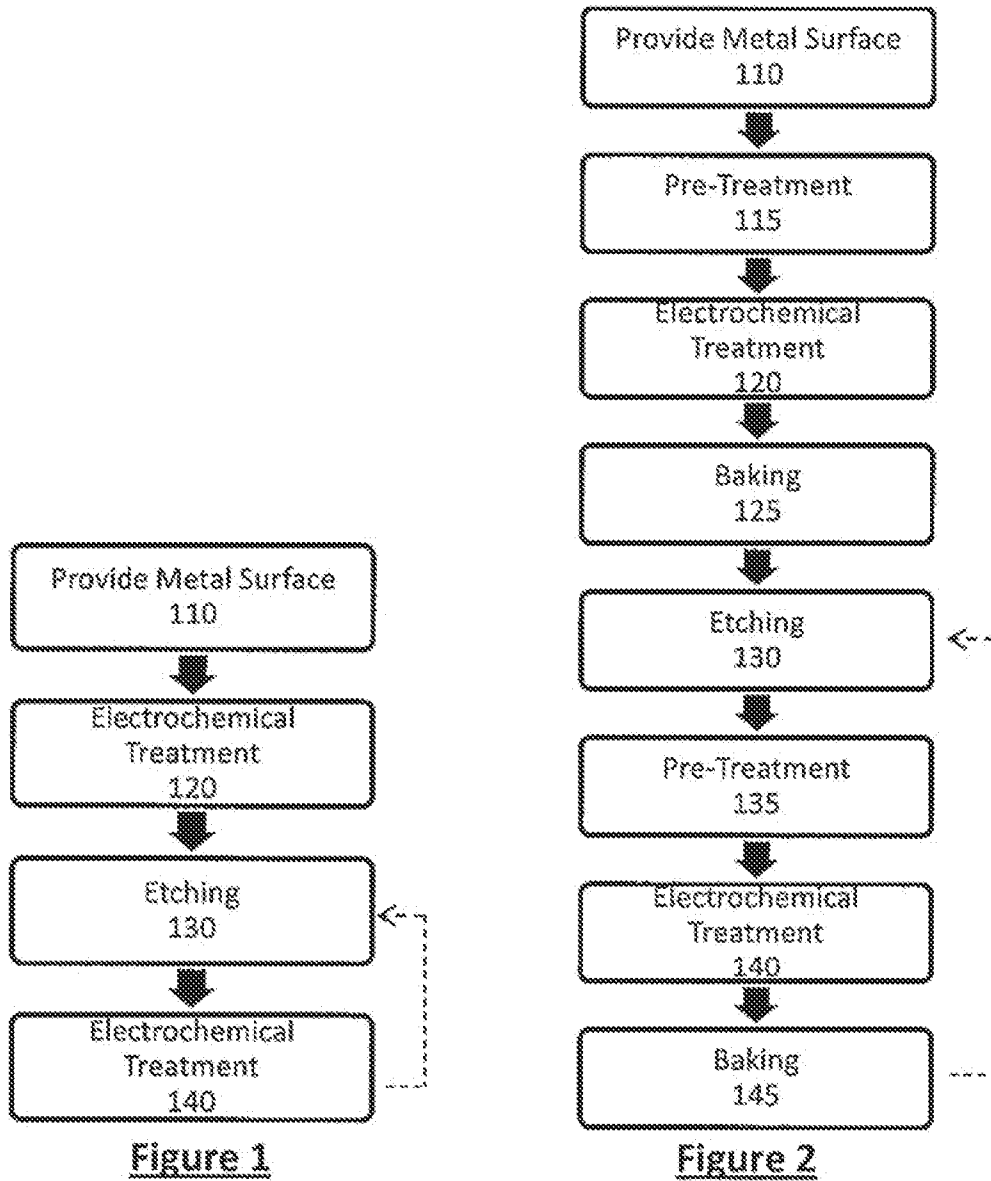 Provide Metal Surface
110
Electrochemical
Treatment
120
Etching
130
Electrochemical
Treatment
140
Figure 1
Provide Metal Surface
110
Pre-Treatment
115
Electrochemical
Treatment
120
Baking
125
Etching
130
Pre-Treatment
135
Electrochemical
Treatment
140
Baking
145
Figure 2